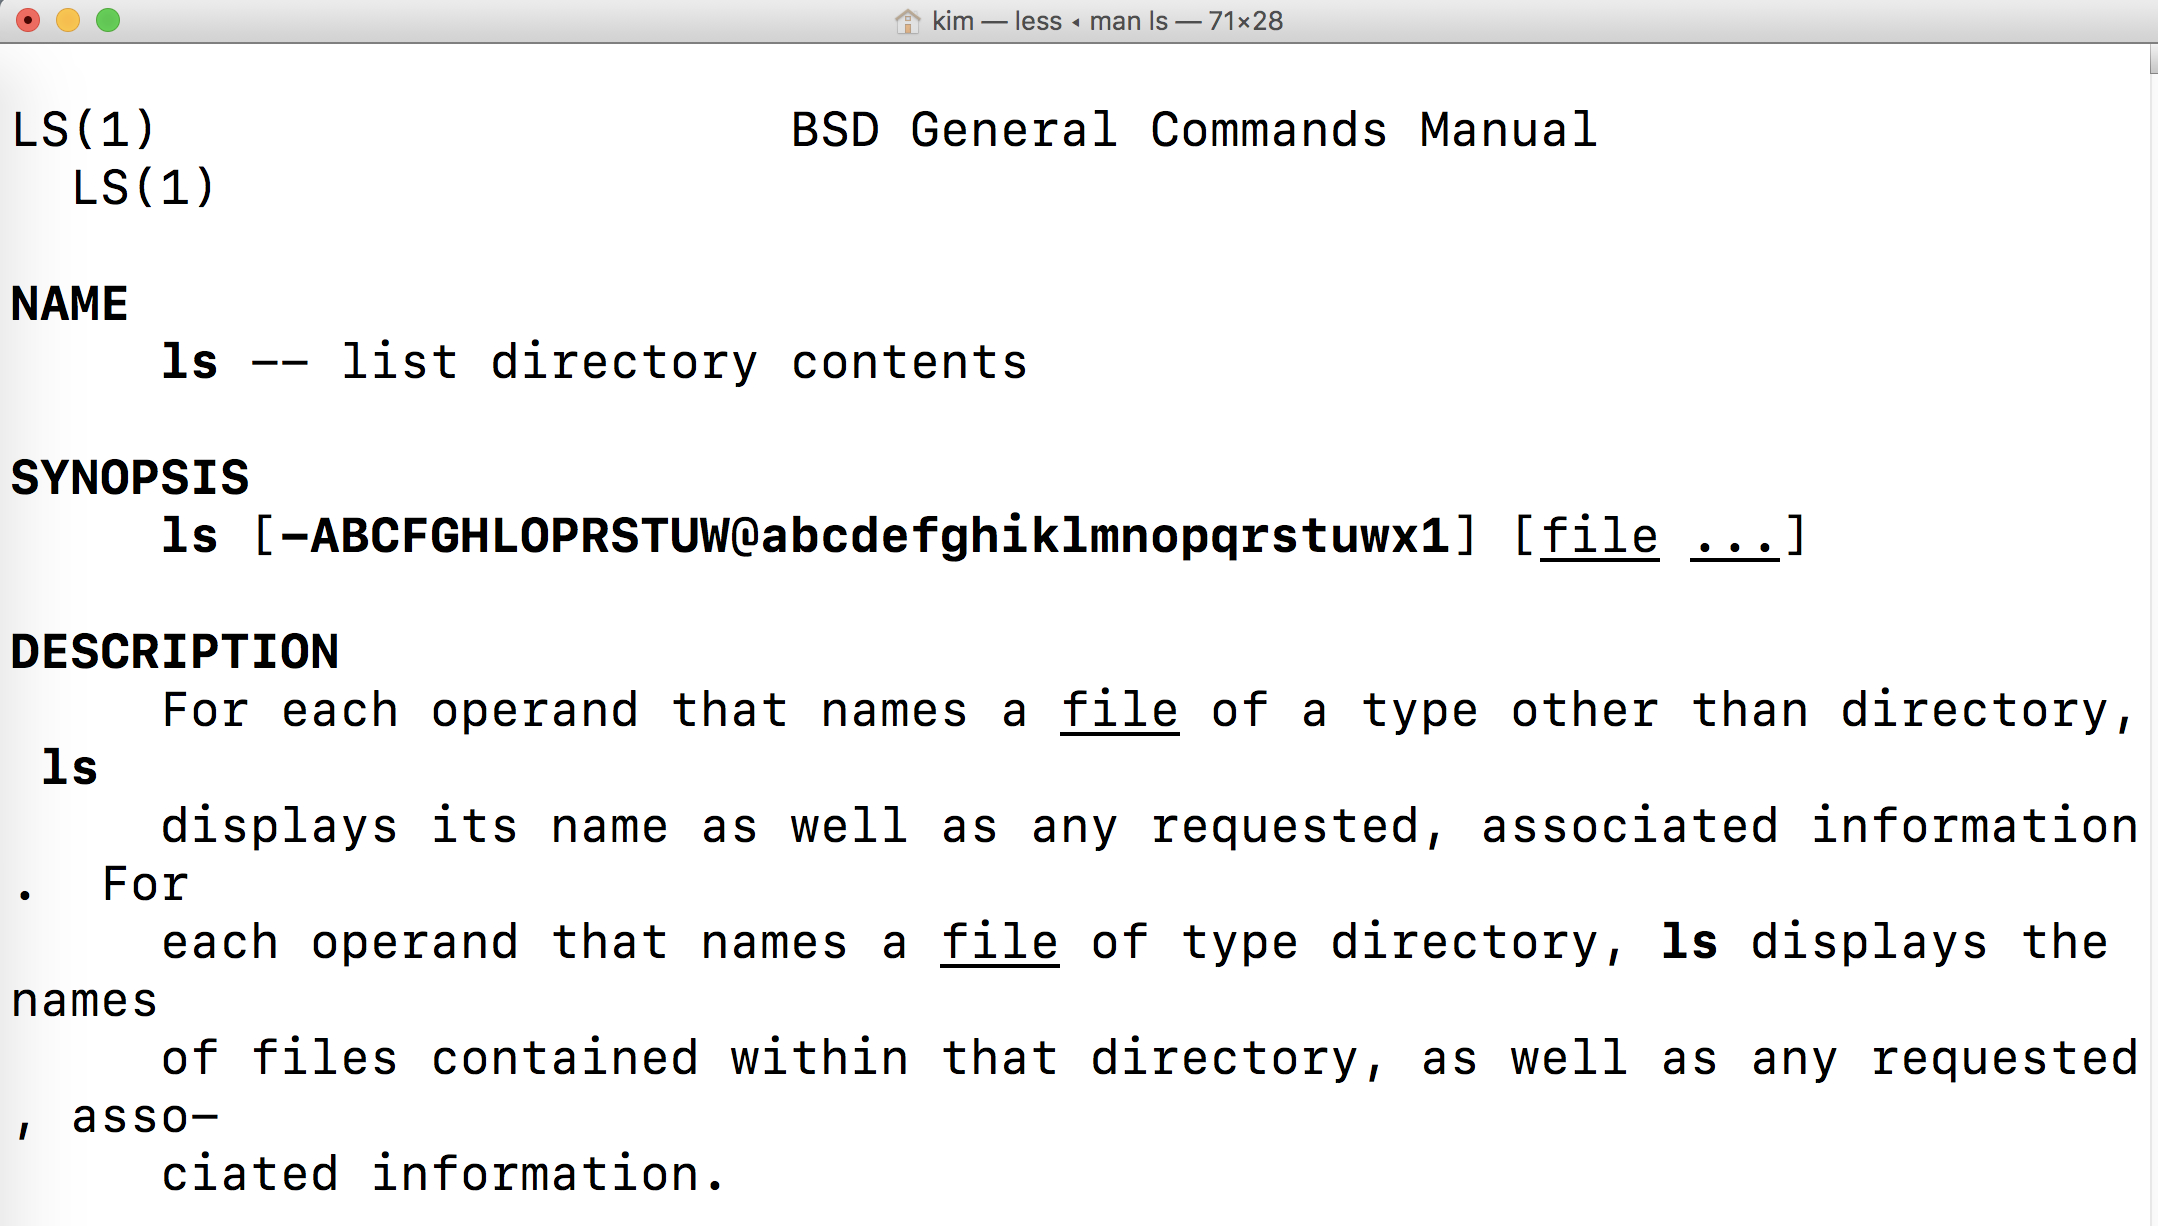 kim — less ◂ man ls — 71×28
LS(1)                     BSD General Commands Manual
  LS(1)
NAME
     ls -- list directory contents
SYNOPSIS
     ls [-ABCFGHLOPRSTUW@abcdefghiklmnopqrstuwx1] [file ...]
DESCRIPTION
     For each operand that names a file of a type other than directory,
 ls
     displays its name as well as any requested, associated information
.  For
     each operand that names a file of type directory, ls displays the
names
     of files contained within that directory, as well as any requested
, asso-
     ciated information.